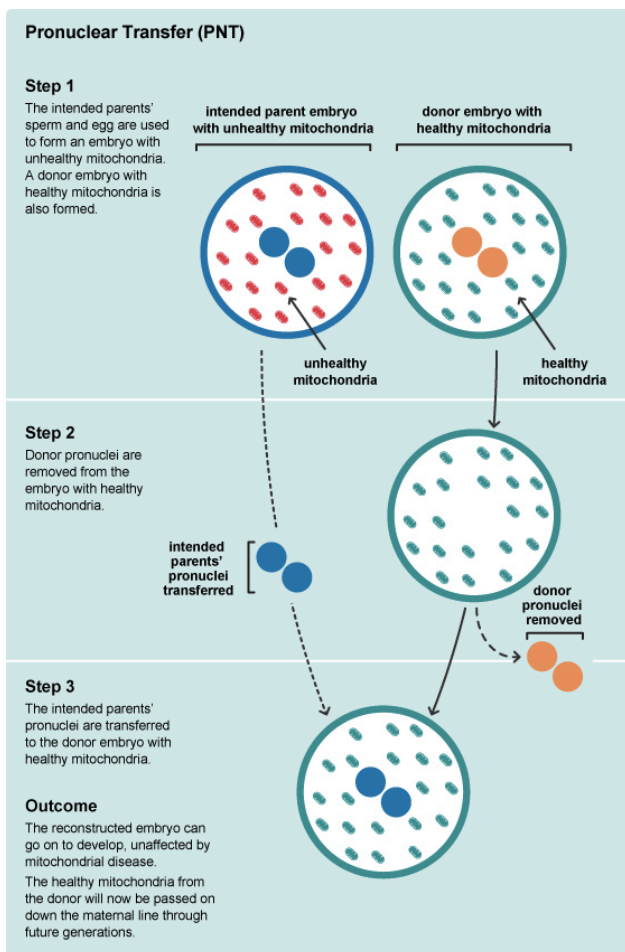 Pronuclear Transfer (PNT)
Step 1
The intended parents'
sperm and egg are used
to form an embryo with
unhealthy mitochondria.
A donor embryo with
healthy mitochondria is
also formed.
intended parent embryo
with unhealthy mitochondria
donor embryo with
healthy mitochondria
unhealthy
mitochondria
healthy
mitochondria
Step 2
Donor pronuclei are
removed from the
embryo with healthy
mitochondria.
intended
parents'
pronuclei
transferred
donor
pronuclei
removed
Step 3
The intended parents'
pronuclei are transferred
to the donor embryo with
healthy mitochondria.
Outcome
The reconstructed embryo can
go on to develop, unaffected by
mitochondrial disease.
The healthy mitochondria from
the donor will now be passed on
down the maternal line through
future generations.